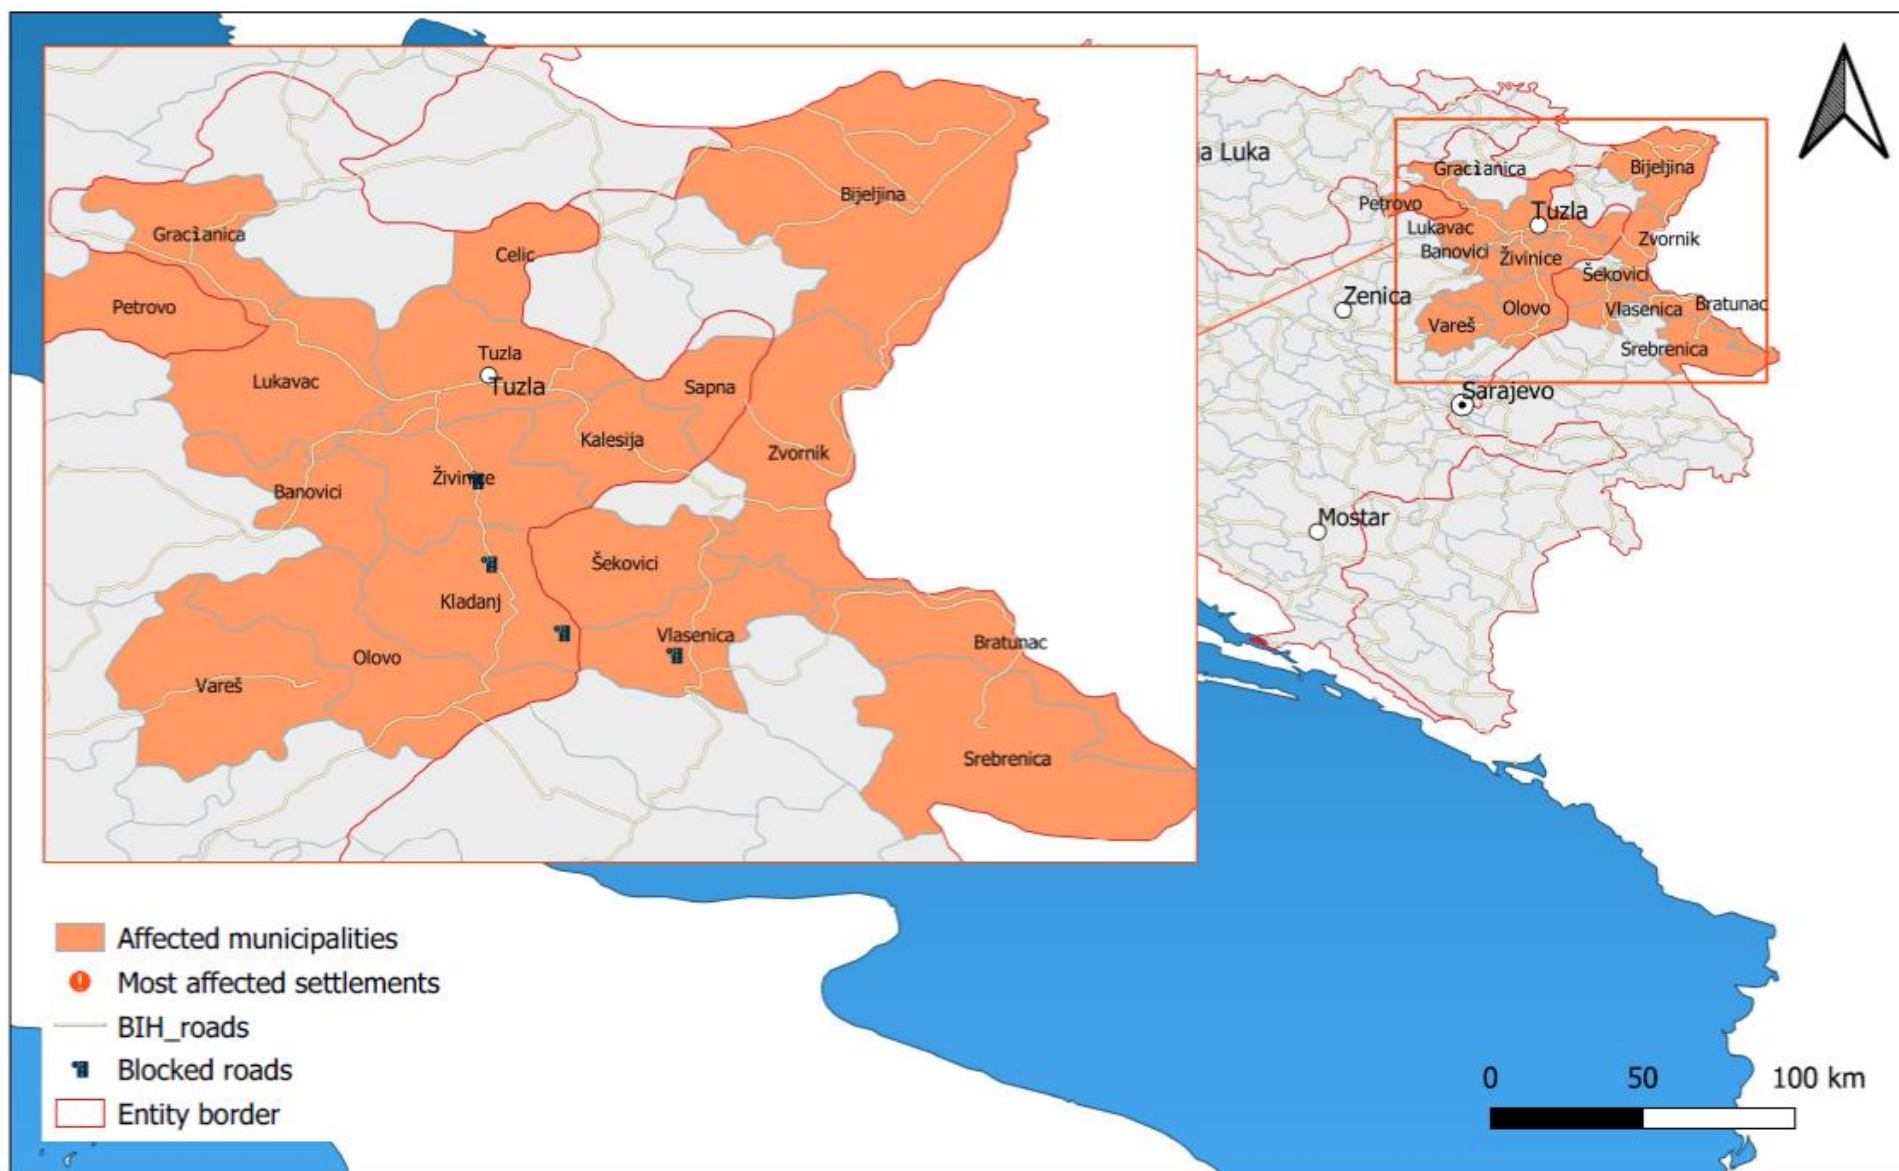 Bijeljina
Gracìanica
Celic
Petrovo
Tuzla
Tuzla
Lukavac
Sapna
Kalesija
Zvornik
Živinice
Banovici
Šekovici
Kladanj
Vlasenica
Bratunac
Olovo
Vareš
Srebrenica
a Luka
Gracìanica
Bijeljina
Petrovo
Tuzla
Lukavac
Zvornik
Banovici
Živinice
Šekovici
Zenica
Olovo
Vlasenica
Bratunac
Vareš
Srebrenica
Sarajevo
Mostar
Affected municipalities
Most affected settlements
BIH_roads
Blocked roads
Entity border
0 50 100 km